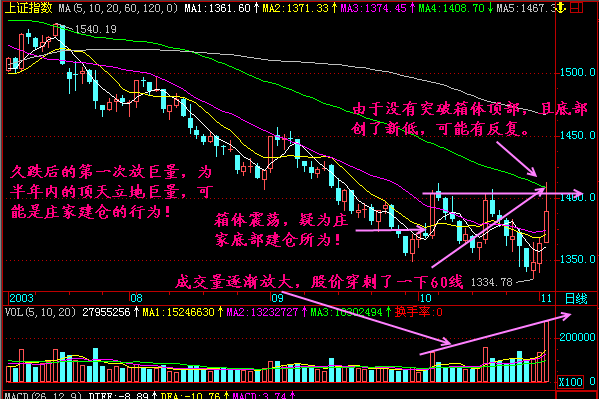 上证指数 MA(5,10,20,60,120,0) MA1:1361.60↑ MA2:1371.33↑ MA3:1374.45↑ MA4:1408.70↓ MA5:1467.5
1540.19
1500.0
由于没有突破箱体顶部，且底部
创了新低，可能有反复。
1450.0
久跌后的第一次放巨量，为
半年内的顶天立地巨量，可
能是庄家建仓的行为！
1400.0
箱体震荡，疑为庄
家底部建仓所为！
1350.0
成交量逐渐放大，股价穿刺了一下60线
1334.78
2003 08 09 10 11 日线
VOL(5,10,20) 27955256↑ MA1:15246630↑ MA2:13232727↑ MA3:10302494↑ 换手率:0
200000
100000
X100 0
MACD(26,12,9) DIFF:-8.89↑ DEA:-10.76↑ MACD:3.74↑